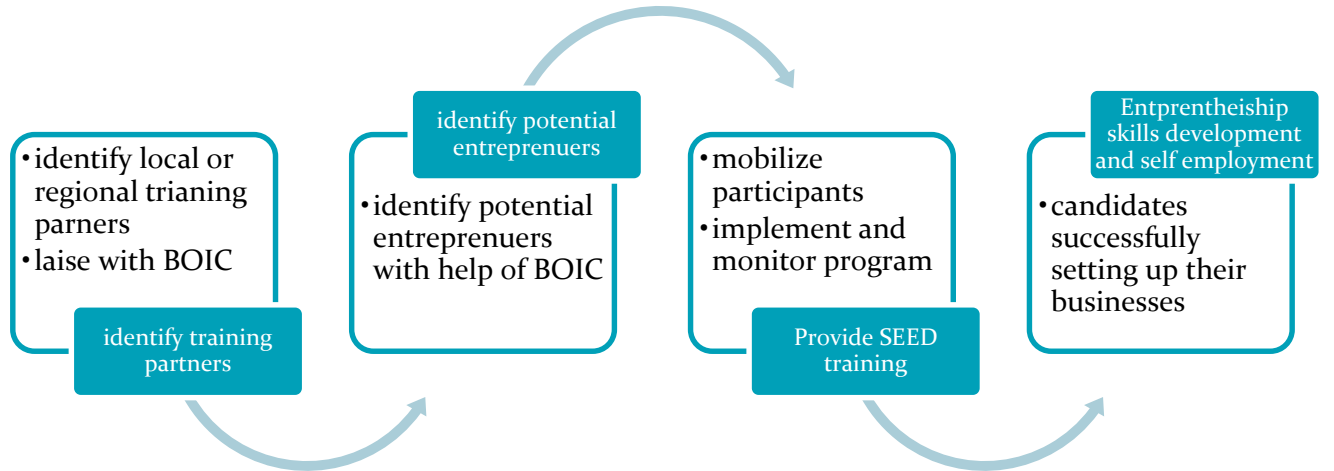 •identify local or
regional trianing
parners
•laise with BOIC
identify training
partners
identify potential
entreprenuers
•identify potential
entreprenuers
with help of BOIC
•mobilize
participants
•implement and
monitor program
Provide SEED
training
Entprentheiship
skills development
and self employment
•candidates
successfully
setting up their
businesses